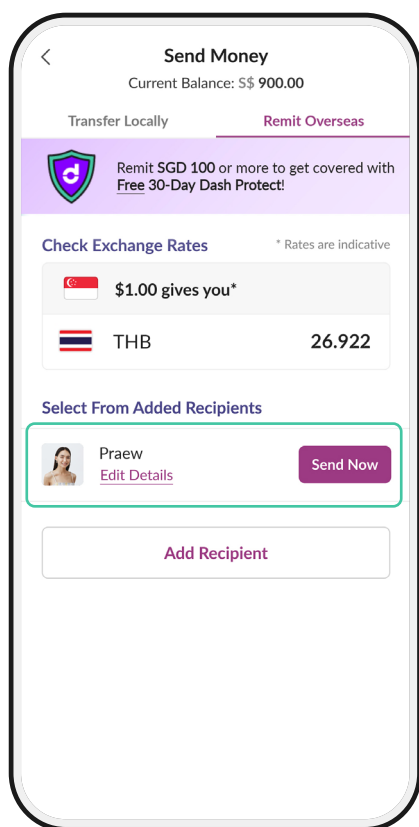 Send Money
Current Balance: S$ 900.00
Transfer Locally
Remit Overseas
Remit SGD 100 or more to get covered with
Free 30-Day Dash Protect!
Check Exchange Rates
* Rates are indicative
$1.00 gives you*
THB
26.922
Select From Added Recipients
Praew
Edit Details
Send Now
Add Recipient